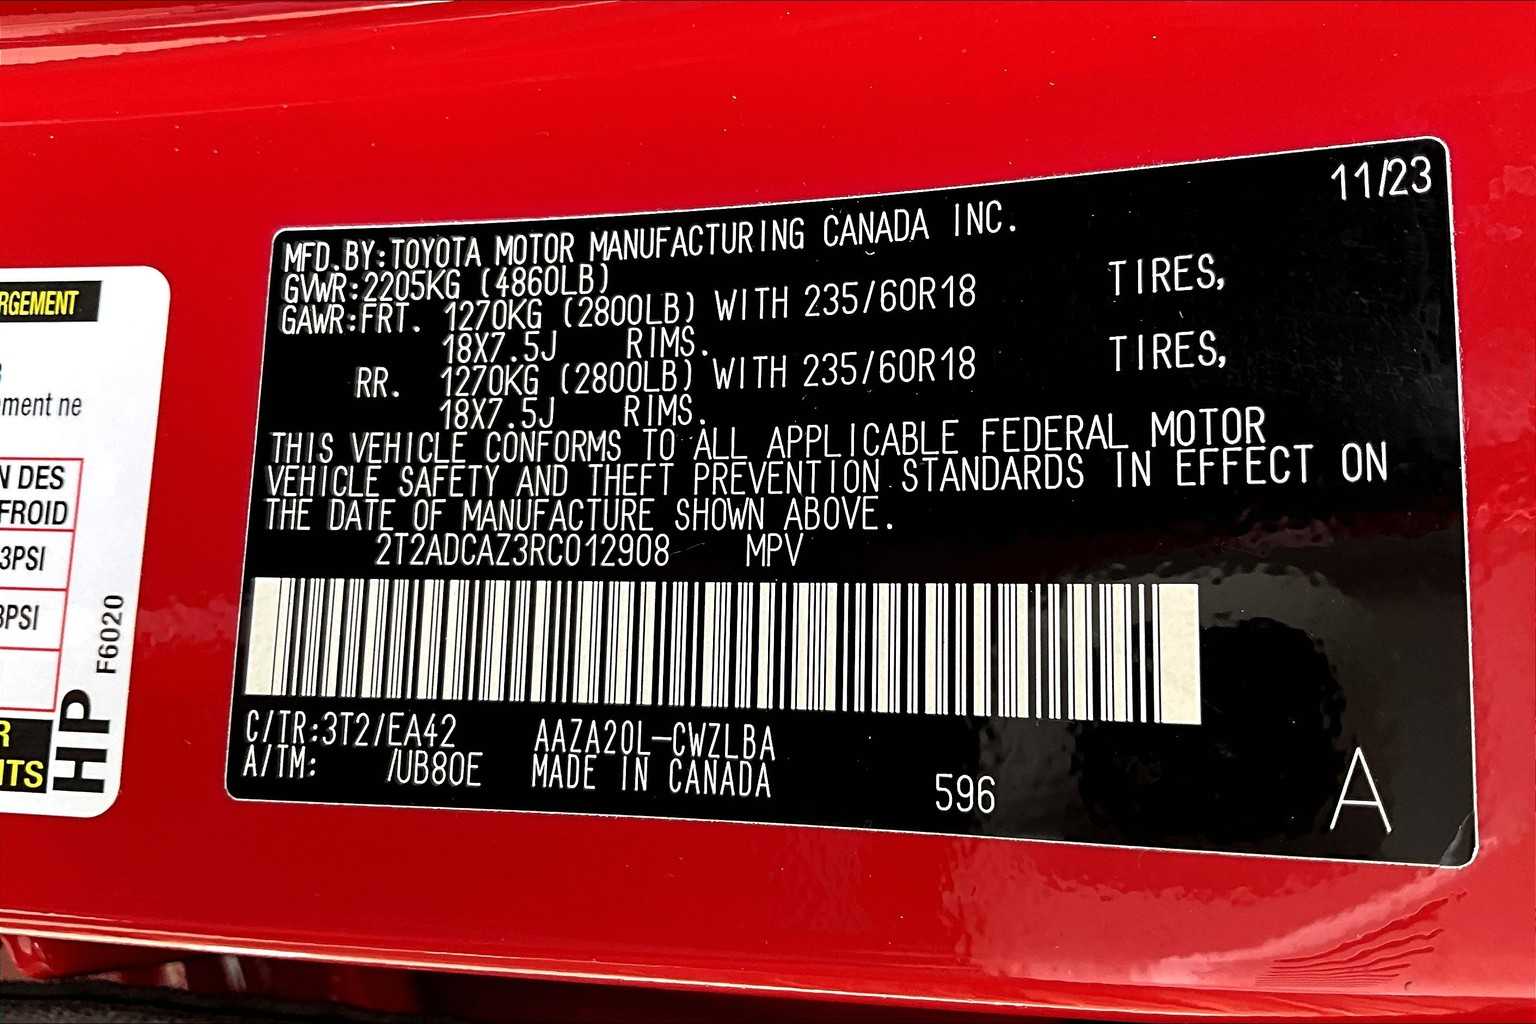 RGEMENT
ment ne
N DES
FROID
3PSI
3PSI
F6020
HP
R
ITS
11/23
MFD.BY:TOYOTA MOTOR MANUFACTURING CANADA INC.
GVWR:2205KG (4860LB)
GAWR:FRT. 1270KG (2800LB) WITH 235/60R18 TIRES,
18X7.5J RIMS.
RR. 1270KG (2800LB) WITH 235/60R18 TIRES,
18X7.5J RIMS.
THIS VEHICLE CONFORMS TO ALL APPLICABLE FEDERAL MOTOR
VEHICLE SAFETY AND THEFT PREVENTION STANDARDS IN EFFECT ON
THE DATE OF MANUFACTURE SHOWN ABOVE.
2T2ADCAZ3RC012908 MPV
C/TR:3T2/EA42 AAZA20L-CWZLBA
A/TM: /UB80E MADE IN CANADA
596
A